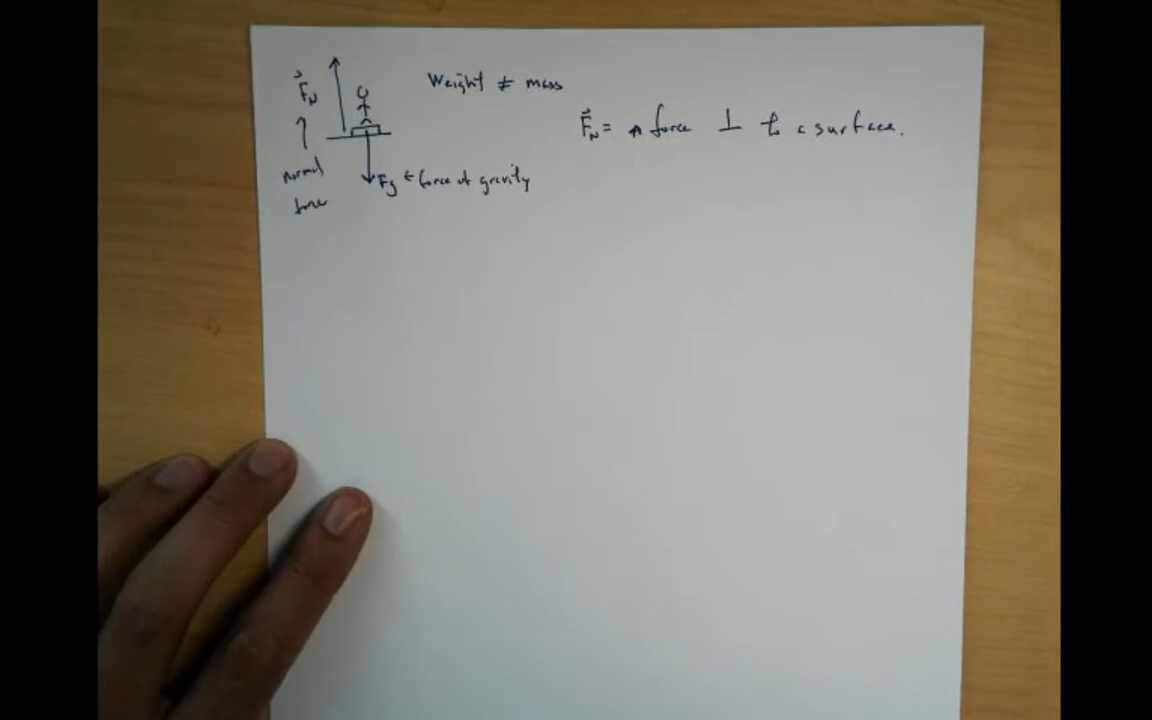 Weight ≠ mass
F⃗N
F⃗N = A force ⊥ to a surface.
normal
force
Fg ← force of gravity